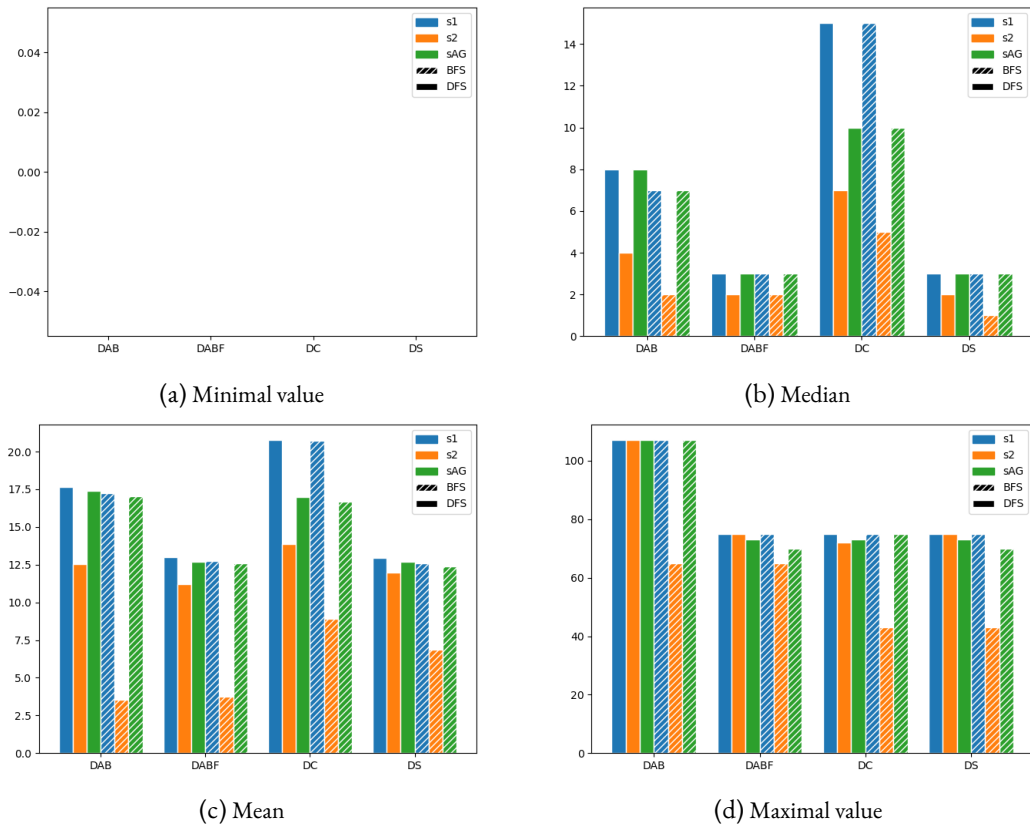 0.04
0.02
0.00
-0.02
-0.04
s1
s2
sAG
BFS
DFS
DAB DABF DC DS
(a) Minimal value
14
12
10
8
6
4
2
0
s1
s2
sAG
BFS
DFS
DAB DABF DC DS
(b) Median
20.0
17.5
15.0
12.5
10.0
7.5
5.0
2.5
0.0
s1
s2
sAG
BFS
DFS
DAB DABF DC DS
(c) Mean
100
80
60
40
20
0
s1
s2
sAG
BFS
DFS
DAB DABF DC DS
(d) Maximal value